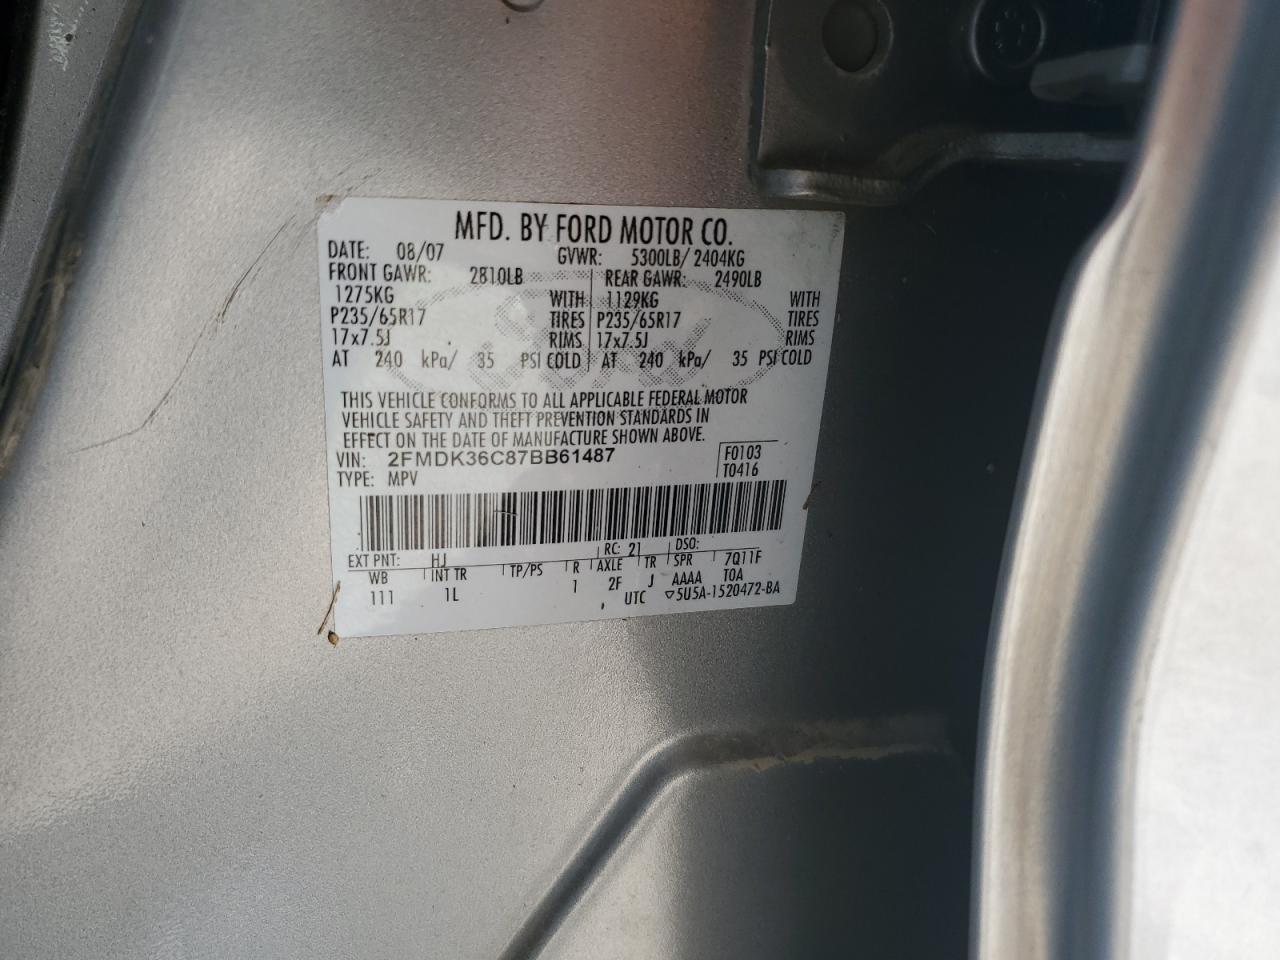 MFD. BY FORD MOTOR CO.
DATE: 08/07 GVWR: 5300LB/ 2404KG
FRONT GAWR: 2810LB REAR GAWR: 2490LB
1275KG WITH 1129KG WITH
P235/65R17 TIRES P235/65R17 TIRES
17x7.5J RIMS 17x7.5J RIMS
AT 240 kPa/ 35 PSI COLD AT 240 kPa/ 35 PSI COLD
THIS VEHICLE CONFORMS TO ALL APPLICABLE FEDERAL MOTOR
VEHICLE SAFETY AND THEFT PREVENTION STANDARDS IN
EFFECT ON THE DATE OF MANUFACTURE SHOWN ABOVE.
VIN: 2FMDK36C87BB61487 F0103
TYPE: MPV T0416
EXT PNT: HJ RC: 21 DSO: 7Q11F
WB INT TR TP/PS R AXLE TR SPR TOA
111 1L 1 2F J AAAA
UTC ▽5U5A-1520472-BA